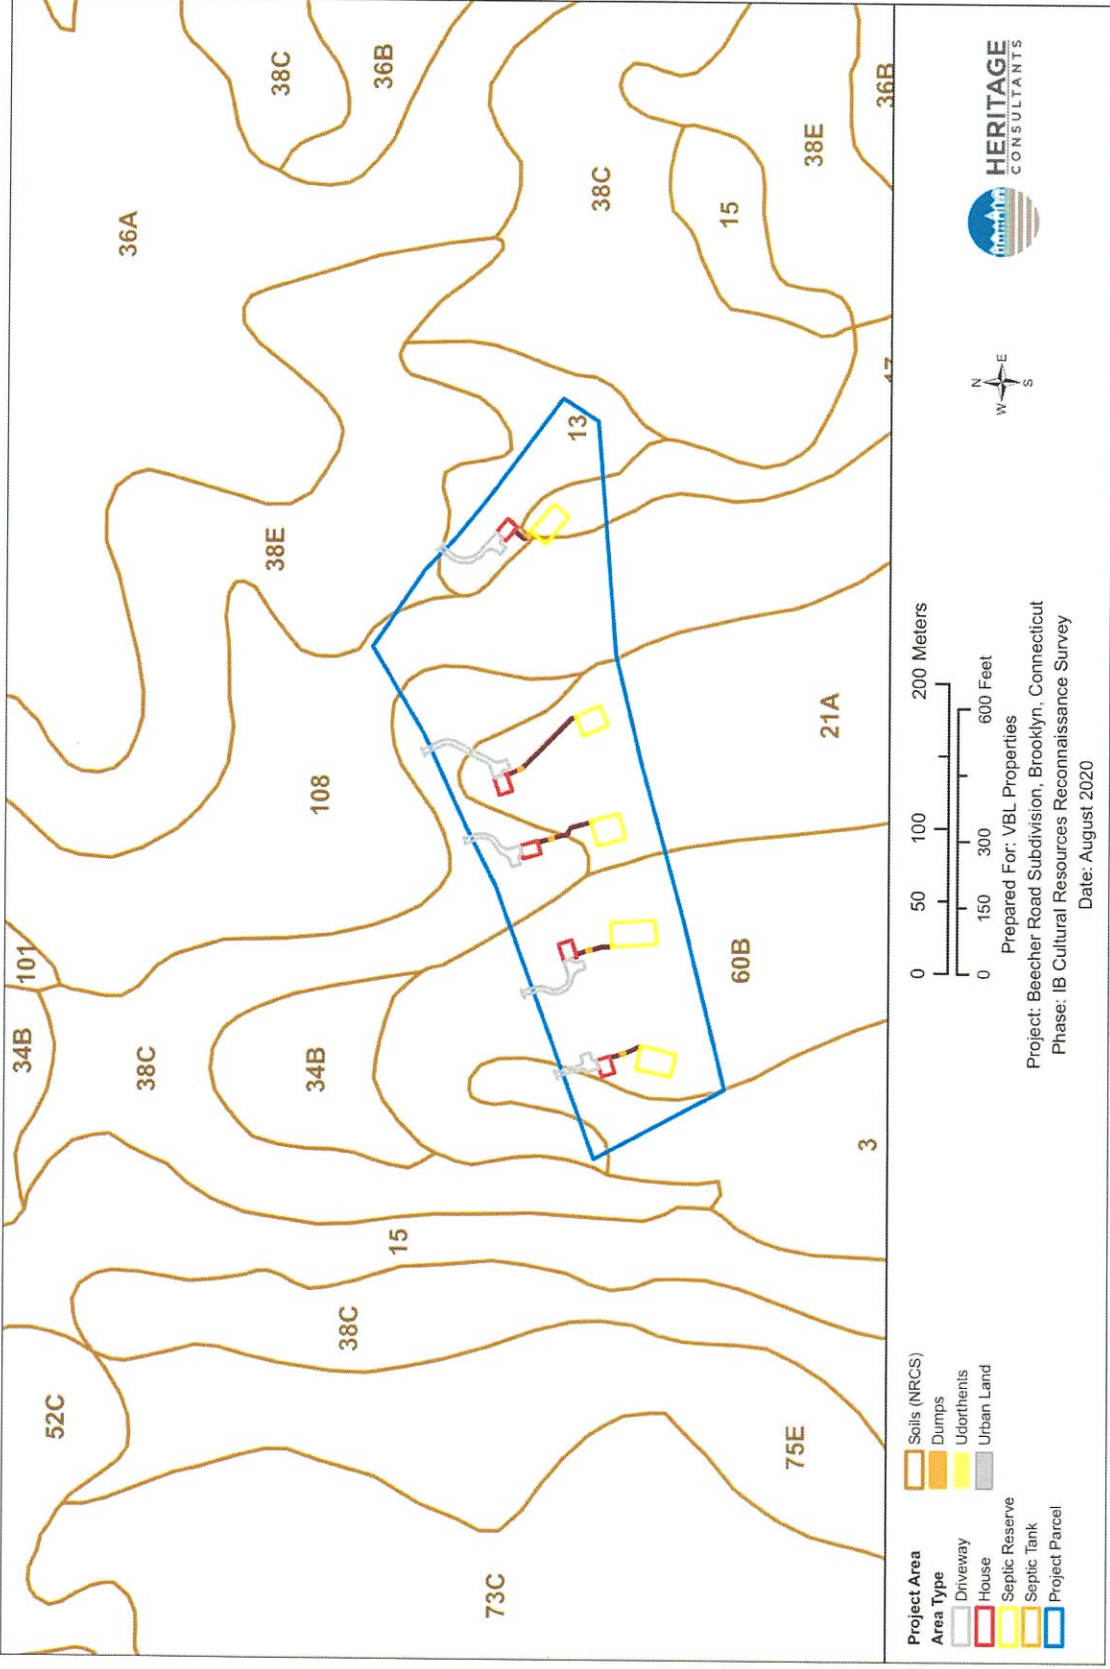 52C
34B
101
36A
38C
36B
38C
34B
108
38E
15
38C
38C
73C
75E
3
60B
21A
13
15
38E
36B
17
Project Area
Area Type
Driveway
House
Septic Reserve
Septic Tank
Project Parcel
Soils (NRCS)
Dumps
Udorthents
Urban Land
0 50 100 200 Meters
0 150 300 600 Feet
Prepared For: VBL Properties
Project: Beecher Road Subdivision, Brooklyn, Connecticut
Phase: IB Cultural Resources Reconnaissance Survey
Date: August 2020
N
W E
S
HERITAGE
CONSULTANTS